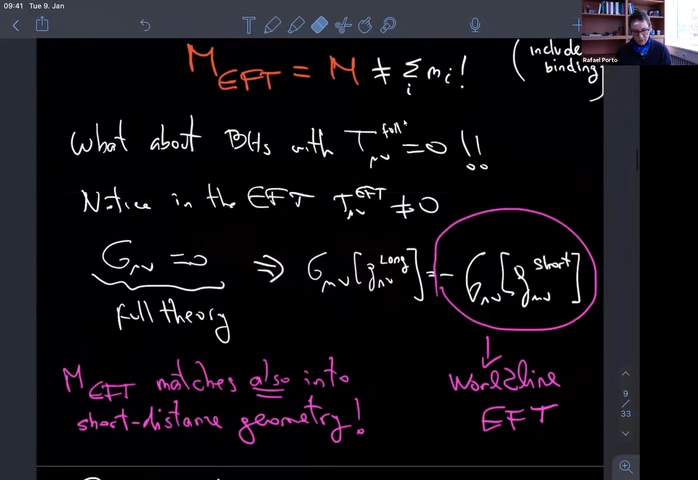 09:41 Tue 9. Jan
Rafael Porto
M_EFT = M ≠ Σ_i m_i! (include binding)
What about BHs with T_μν^full = 0 !!
Notice in the EFT T_μν^EFT ≠ 0
G_μν = 0 ⇒ G_μν[g_μν^Long] = - G_μν[g_μν^Short]
full theory
M_EFT matches also into
short-distance geometry!
Worldline
EFT
9
/
33